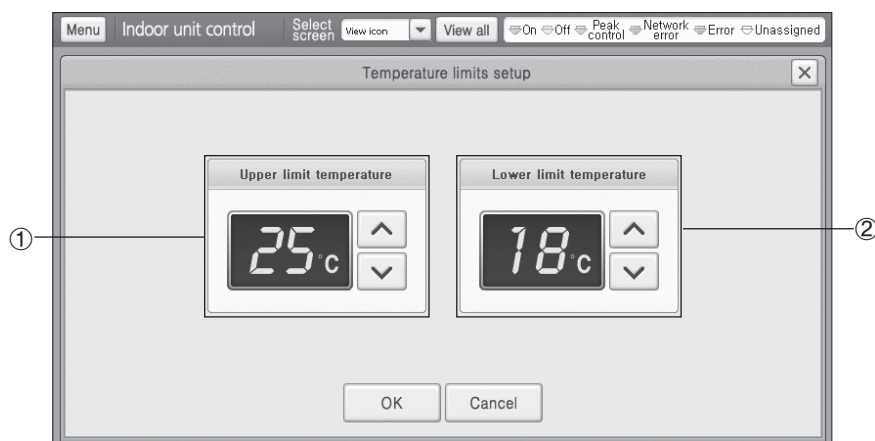 Menu Indoor unit control Select screen View icon View all On Off Peak control Network error Error Unassigned
Temperature limits setup
Upper limit temperature Lower limit temperature
① 25°C 18°C ②
OK Cancel